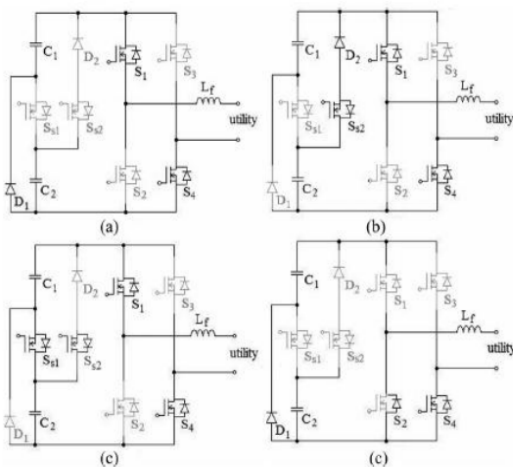 C1
D2
S1
S3
Ss1
Ss2
Lf
utility
S2
S4
C2
D1
(a)
C1
D2
S1
S3
Ss1
Ss2
Lf
utility
S2
S4
C2
D1
(b)
C1
D2
S1
S3
Ss1
Ss2
Lf
utility
S2
S4
C2
D1
(c)
C1
D2
S1
S3
Ss1
Ss2
Lf
utility
S2
S4
C2
D1
(c)